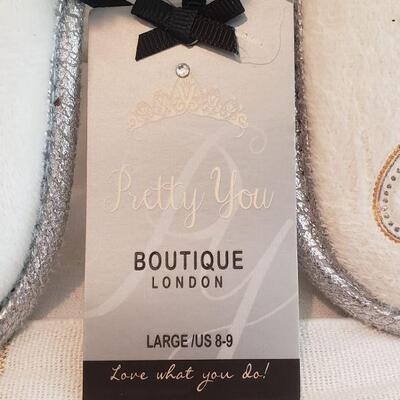 Pretty You
BOUTIQUE
LONDON
LARGE /US 8-9
Love what you do!